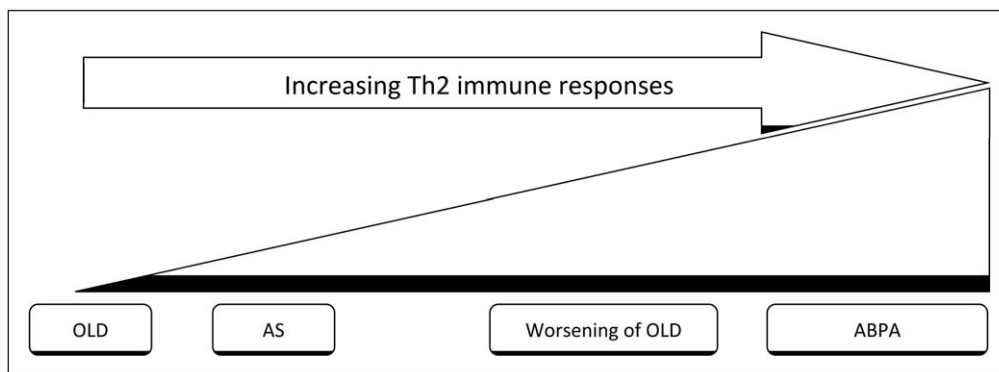 Increasing Th2 immune responses
OLD
AS
Worsening of OLD
ABPA